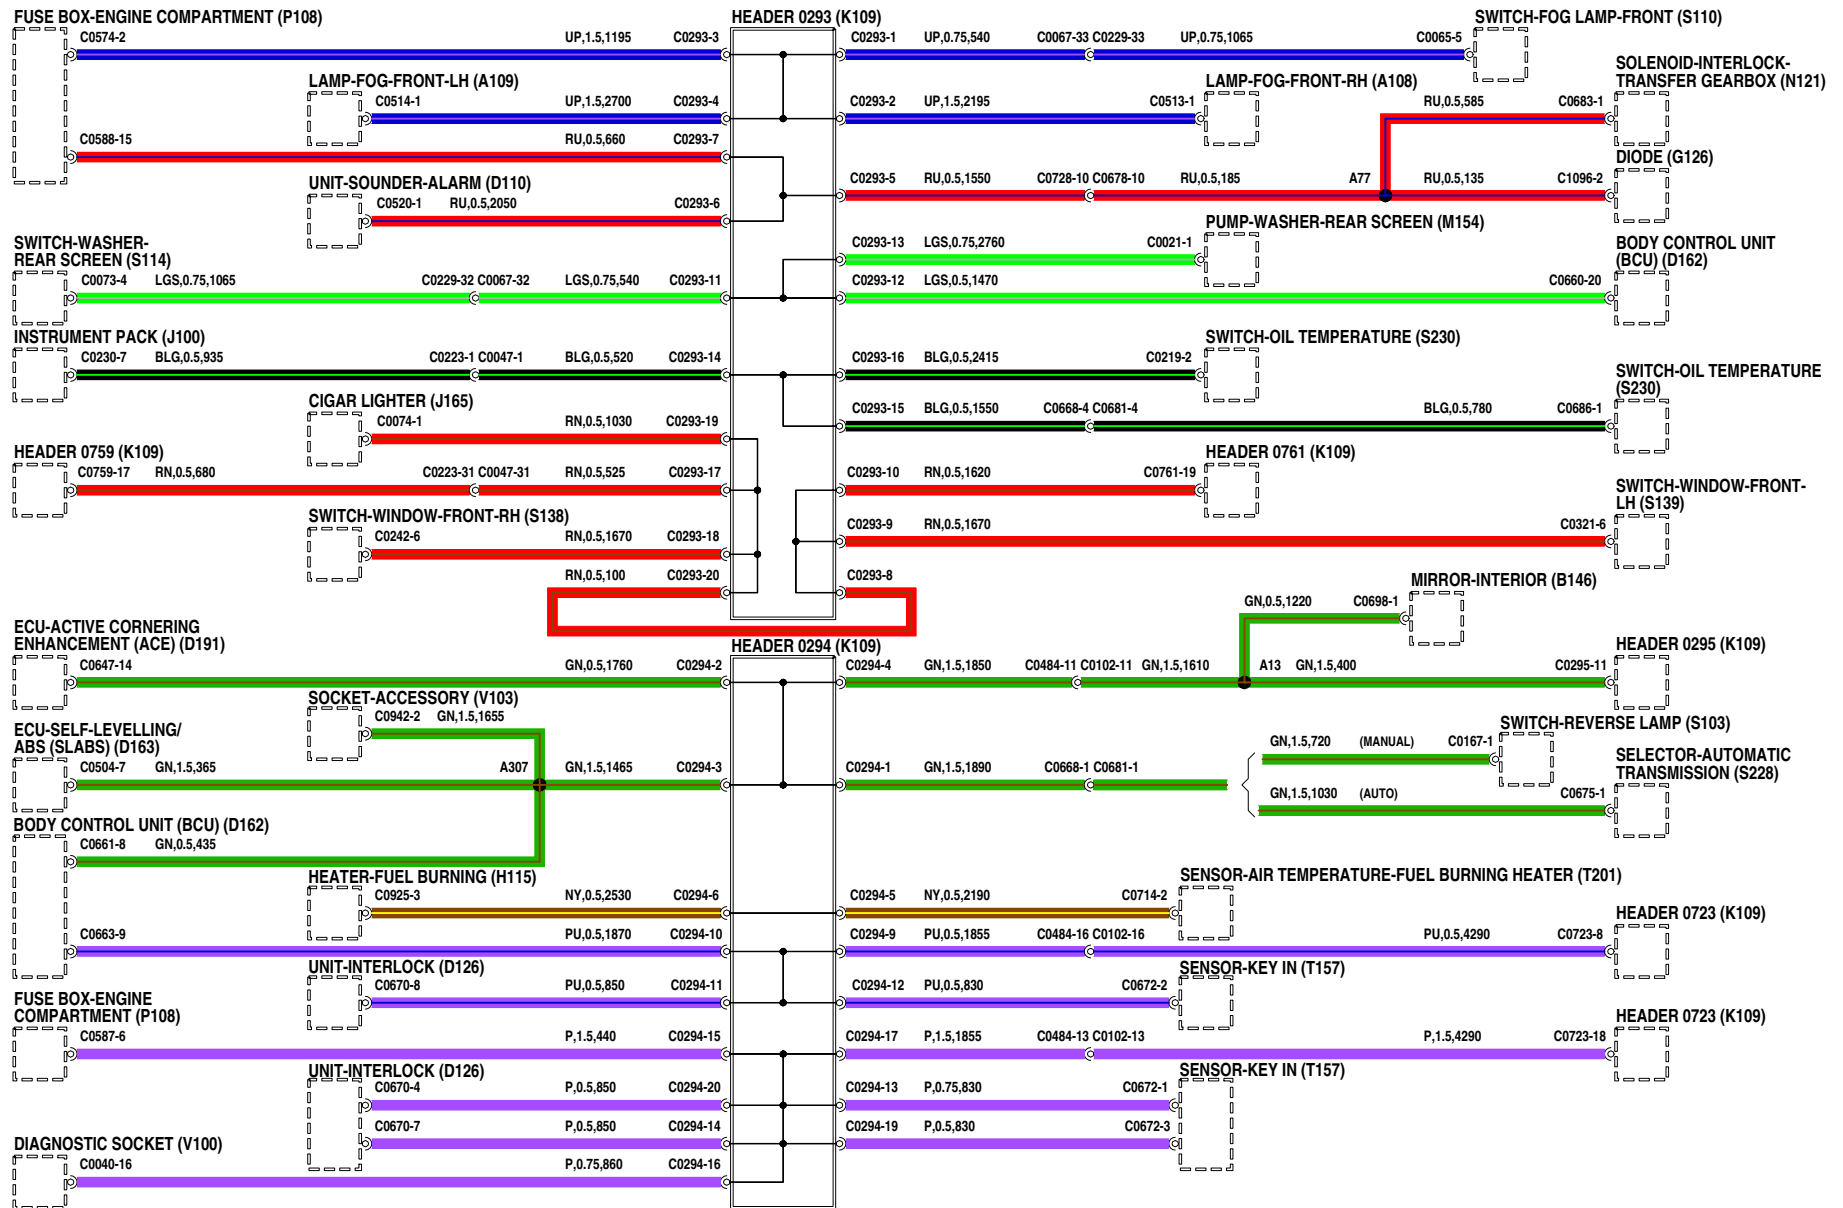 FUSE BOX-ENGINE COMPARTMENT (P108)
HEADER 0293 (K109)
SWITCH-FOG LAMP-FRONT (S110)
C0574-2 UP,1.5,1195 C0293-3
C0293-1 UP,0.75,540 C0067-33 C0229-33 UP,0.75,1065 C0065-5
LAMP-FOG-FRONT-LH (A109)
LAMP-FOG-FRONT-RH (A108)
SOLENOID-INTERLOCK-
TRANSFER GEARBOX (N121)
C0514-1 UP,1.5,2700 C0293-4
C0293-2 UP,1.5,2195 C0513-1
RU,0.5,585 C0683-1
C0588-15 RU,0.5,660 C0293-7
DIODE (G126)
UNIT-SOUNDER-ALARM (D110)
C0293-5 RU,0.5,1550 C0728-10 C0678-10 RU,0.5,185 A77 RU,0.5,135 C1096-2
C0520-1 RU,0.5,2050 C0293-6
PUMP-WASHER-REAR SCREEN (M154)
SWITCH-WASHER-
REAR SCREEN (S114)
C0293-13 LGS,0.75,2760 C0021-1
BODY CONTROL UNIT
(BCU) (D162)
C0073-4 LGS,0.75,1065 C0229-32 C0067-32 LGS,0.75,540 C0293-11
C0293-12 LGS,0.5,1470 C0660-20
INSTRUMENT PACK (J100)
SWITCH-OIL TEMPERATURE (S230)
C0230-7 BLG,0.5,935 C0223-1 C0047-1 BLG,0.5,520 C0293-14
C0293-16 BLG,0.5,2415 C0219-2
SWITCH-OIL TEMPERATURE
(S230)
CIGAR LIGHTER (J165)
C0293-15 BLG,0.5,1550 C0668-4 C0681-4 BLG,0.5,780 C0686-1
C0074-1 RN,0.5,1030 C0293-19
HEADER 0759 (K109)
HEADER 0761 (K109)
C0759-17 RN,0.5,680 C0223-31 C0047-31 RN,0.5,525 C0293-17
C0293-10 RN,0.5,1620 C0761-19
SWITCH-WINDOW-FRONT-
LH (S139)
SWITCH-WINDOW-FRONT-RH (S138)
C0293-9 RN,0.5,1670 C0321-6
C0242-6 RN,0.5,1670 C0293-18
RN,0.5,100 C0293-20
C0293-8
MIRROR-INTERIOR (B146)
GN,0.5,1220 C0698-1
ECU-ACTIVE CORNERING
ENHANCEMENT (ACE) (D191)
HEADER 0294 (K109)
HEADER 0295 (K109)
C0647-14 GN,0.5,1760 C0294-2
C0294-4 GN,1.5,1850 C0484-11 C0102-11 GN,1.5,1610 A13 GN,1.5,400 C0295-11
SOCKET-ACCESSORY (V103)
C0942-2 GN,1.5,1655
SWITCH-REVERSE LAMP (S103)
ECU-SELF-LEVELLING/
ABS (SLABS) (D163)
GN,1.5,720 (MANUAL) C0167-1
SELECTOR-AUTOMATIC
TRANSMISSION (S228)
C0504-7 GN,1.5,365 A307 GN,1.5,1465 C0294-3
C0294-1 GN,1.5,1890 C0668-1 C0681-1
GN,1.5,1030 (AUTO) C0675-1
BODY CONTROL UNIT (BCU) (D162)
C0661-8 GN,0.5,435
HEATER-FUEL BURNING (H115)
SENSOR-AIR TEMPERATURE-FUEL BURNING HEATER (T201)
C0925-3 NY,0.5,2530 C0294-6
C0294-5 NY,0.5,2190 C0714-2
HEADER 0723 (K109)
C0663-9 PU,0.5,1870 C0294-10
C0294-9 PU,0.5,1855 C0484-16 C0102-16 PU,0.5,4290 C0723-8
UNIT-INTERLOCK (D126)
SENSOR-KEY IN (T157)
C0670-8 PU,0.5,850 C0294-11
C0294-12 PU,0.5,830 C0672-2
FUSE BOX-ENGINE
COMPARTMENT (P108)
HEADER 0723 (K109)
C0587-6 P,1.5,440 C0294-15
C0294-17 P,1.5,1855 C0484-13 C0102-13 P,1.5,4290 C0723-18
UNIT-INTERLOCK (D126)
SENSOR-KEY IN (T157)
C0670-4 P,0.5,850 C0294-20
C0294-13 P,0.75,830 C0672-1
C0670-7 P,0.5,850 C0294-14
C0294-19 P,0.5,830 C0672-3
DIAGNOSTIC SOCKET (V100)
C0040-16 P,0.75,860 C0294-16